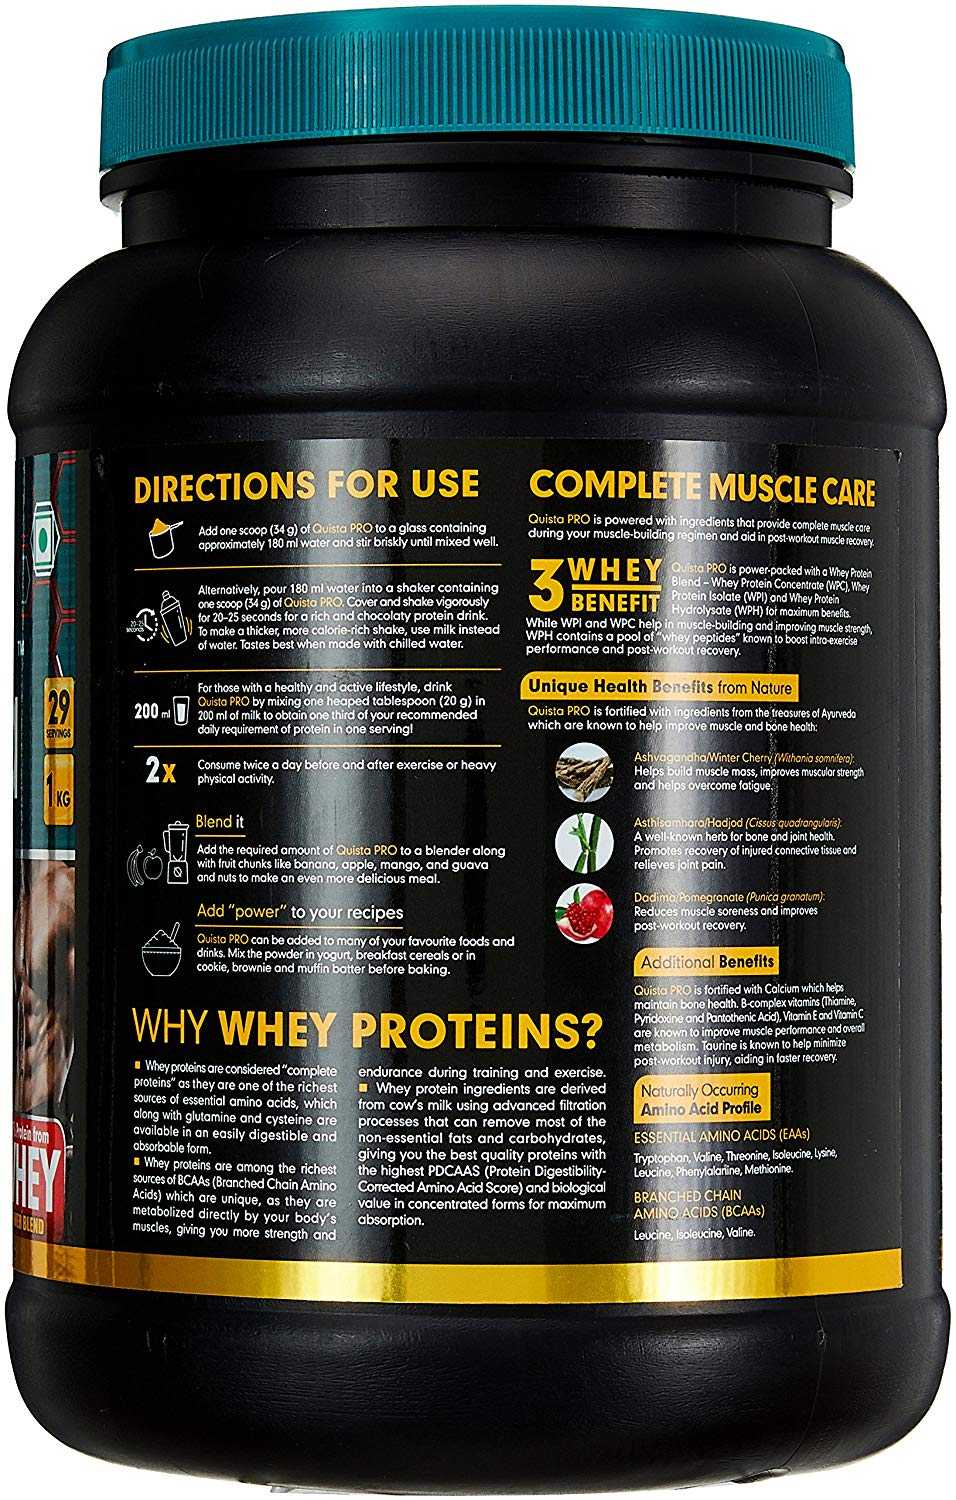 29
SERVINGS
1 KG
Protein from
HEY
BLEND
DIRECTIONS FOR USE
Add one scoop (34 g) of Quista PRO to a glass containing
approximately 180 ml water and stir briskly until mixed well.
20-25
seconds
Alternatively, pour 180 ml water into a shaker containing
one scoop (34 g) of Quista PRO. Cover and shake vigorously
for 20-25 seconds for a rich and chocolaty protein drink.
To make a thicker, more calorie-rich shake, use milk instead
of water. Tastes best when made with chilled water.
200 ml
For those with a healthy and active lifestyle, drink
Quista PRO by mixing one heaped tablespoon (20 g) in
200 ml of milk to obtain one third of your recommended
daily requirement of protein in one serving!
2x
Consume twice a day before and after exercise or heavy
physical activity.
Blend it
Add the required amount of Quista PRO to a blender along
with fruit chunks like banana, apple, mango, and guava
and nuts to make an even more delicious meal.
Add "power" to your recipes
Quista PRO can be added to many of your favourite foods and
drinks. Mix the powder in yogurt, breakfast cereals or in
cookie, brownie and muffin batter before baking.
WHY WHEY PROTEINS?
Whey proteins are considered "complete
proteins" as they are one of the richest
sources of essential amino acids, which
along with glutamine and cysteine are
available in an easily digestible and
absorbable form.
Whey proteins are among the richest
sources of BCAAs (Branched Chain Amino
Acids) which are unique, as they are
metabolized directly by your body's
muscles, giving you more strength and
endurance during training and exercise.
Whey protein ingredients are derived
from cow's milk using advanced filtration
processes that can remove most of the
non-essential fats and carbohydrates,
giving you the best quality proteins with
the highest PDCAAS (Protein Digestibility-
Corrected Amino Acid Score) and biological
value in concentrated forms for maximum
absorption.
COMPLETE MUSCLE CARE
Quista PRO is powered with ingredients that provide complete muscle care
during your muscle-building regimen and aid in post-workout muscle recovery.
3 WHEY
BENEFIT
Quista PRO is power-packed with a Whey Protein
Blend – Whey Protein Concentrate (WPC), Whey
Protein Isolate (WPI) and Whey Protein
Hydrolysate (WPH) for maximum benefits.
While WPI and WPC help in muscle-building and improving muscle strength,
WPH contains a pool of "whey peptides" known to boost intra-exercise
performance and post-workout recovery.
Unique Health Benefits from Nature
Quista PRO is fortified with ingredients from the treasures of Ayurveda
which are known to help improve muscle and bone health:
Ashwagandha/Winter Cherry (Withania somnifera):
Helps build muscle mass, improves muscular strength
and helps overcome fatigue.
Asthisamhara/Hadjod (Cissus quadrangularis):
A well-known herb for bone and joint health.
Promotes recovery of injured connective tissue and
relieves joint pain.
Dadima/Pomegranate (Punica granatum):
Reduces muscle soreness and improves
post-workout recovery.
Additional Benefits
Quista PRO is fortified with Calcium which helps
maintain bone health. B-complex vitamins (Thiamine,
Pyridoxine and Pantothenic Acid), Vitamin E and Vitamin C
are known to improve muscle performance and overall
metabolism. Taurine is known to help minimize
post-workout injury, aiding in faster recovery.
Naturally Occurring
Amino Acid Profile
ESSENTIAL AMINO ACIDS (EAAs)
Tryptophan, Valine, Threonine, Isoleucine, Lysine,
Leucine, Phenylalanine, Methionine.
BRANCHED CHAIN
AMINO ACIDS (BCAAs)
Leucine, Isoleucine, Valine.